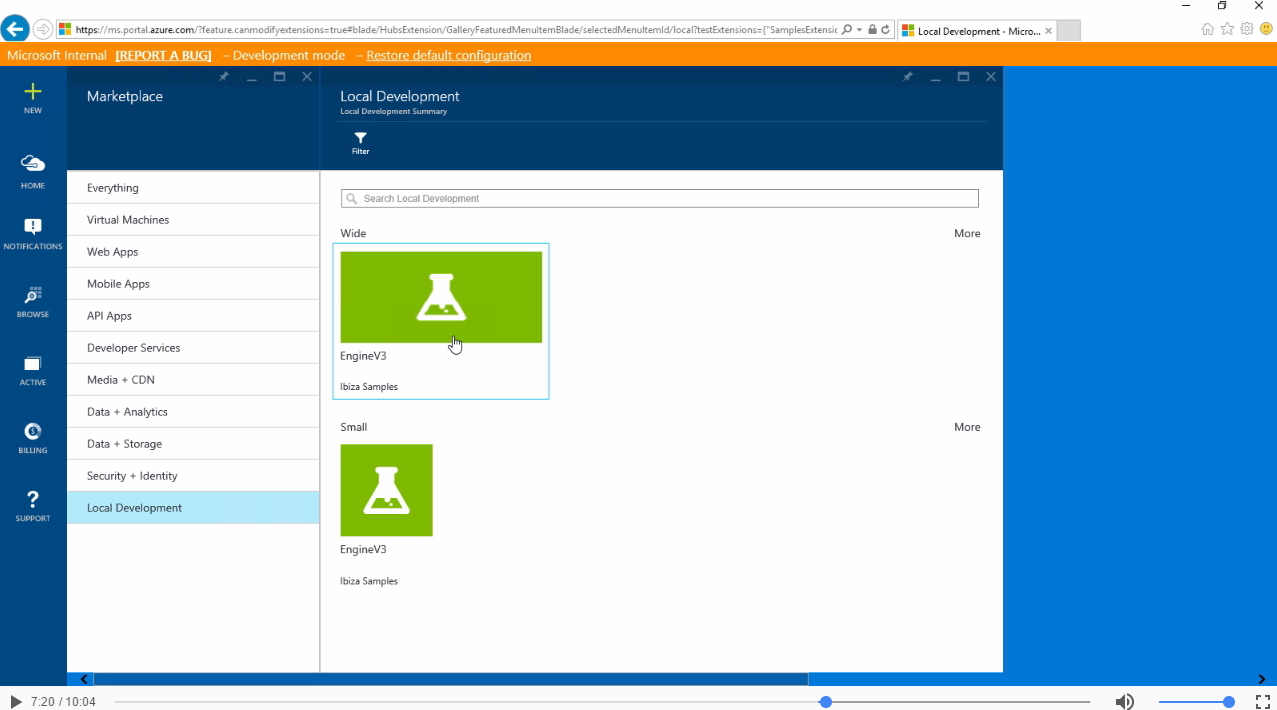 https://ms.portal.azure.com/?feature.canmodifyextensions=true#blade/HubsExtension/GalleryFeaturedMenuItemBlade/selectedMenuItemId/local?testExtensions={"SamplesExtensic
Local Development - Micro...
Microsoft Internal [REPORT A BUG] – Development mode – Restore default configuration
NEW
HOME
NOTIFICATIONS
BROWSE
ACTIVE
BILLING
SUPPORT
Marketplace
Everything
Virtual Machines
Web Apps
Mobile Apps
API Apps
Developer Services
Media + CDN
Data + Analytics
Data + Storage
Security + Identity
Local Development
Local Development
Local Development Summary
Filter
Search Local Development
Wide More
EngineV3
Ibiza Samples
Small More
EngineV3
Ibiza Samples
7:20 / 10:04